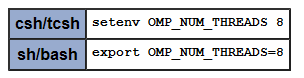 csh/tcsh setenv OMP_NUM_THREADS 8
sh/bash export OMP_NUM_THREADS=8